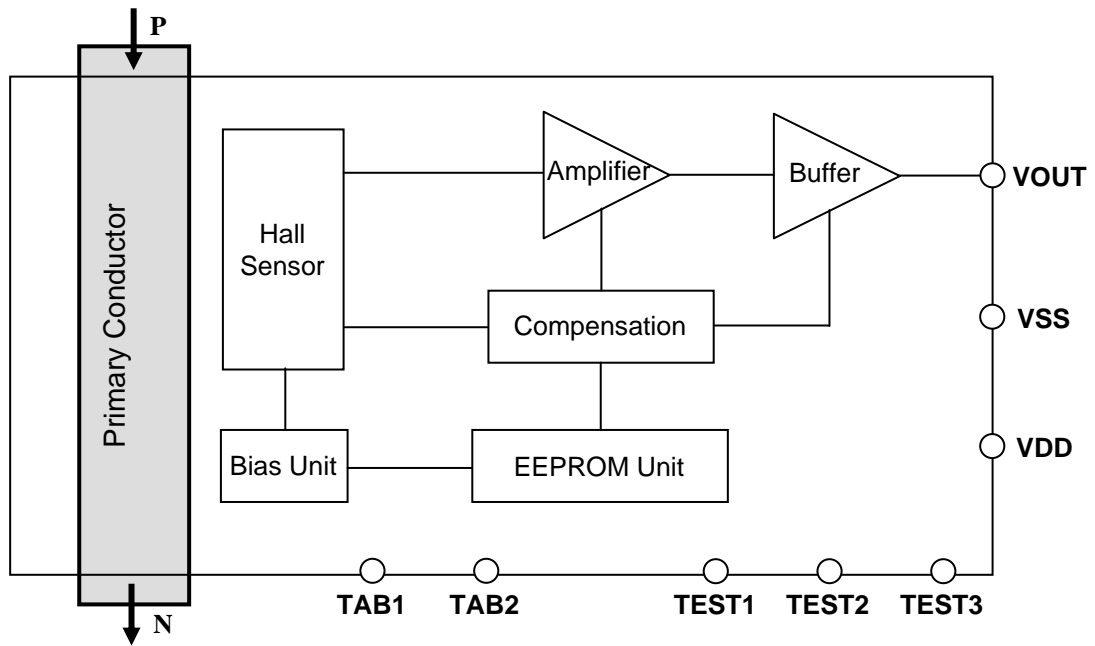 P
Primary Conductor
Hall
Sensor
Amplifier
Buffer
VOUT
Compensation
VSS
Bias Unit
EEPROM Unit
VDD
TAB1
TAB2
TEST1
TEST2
TEST3
N